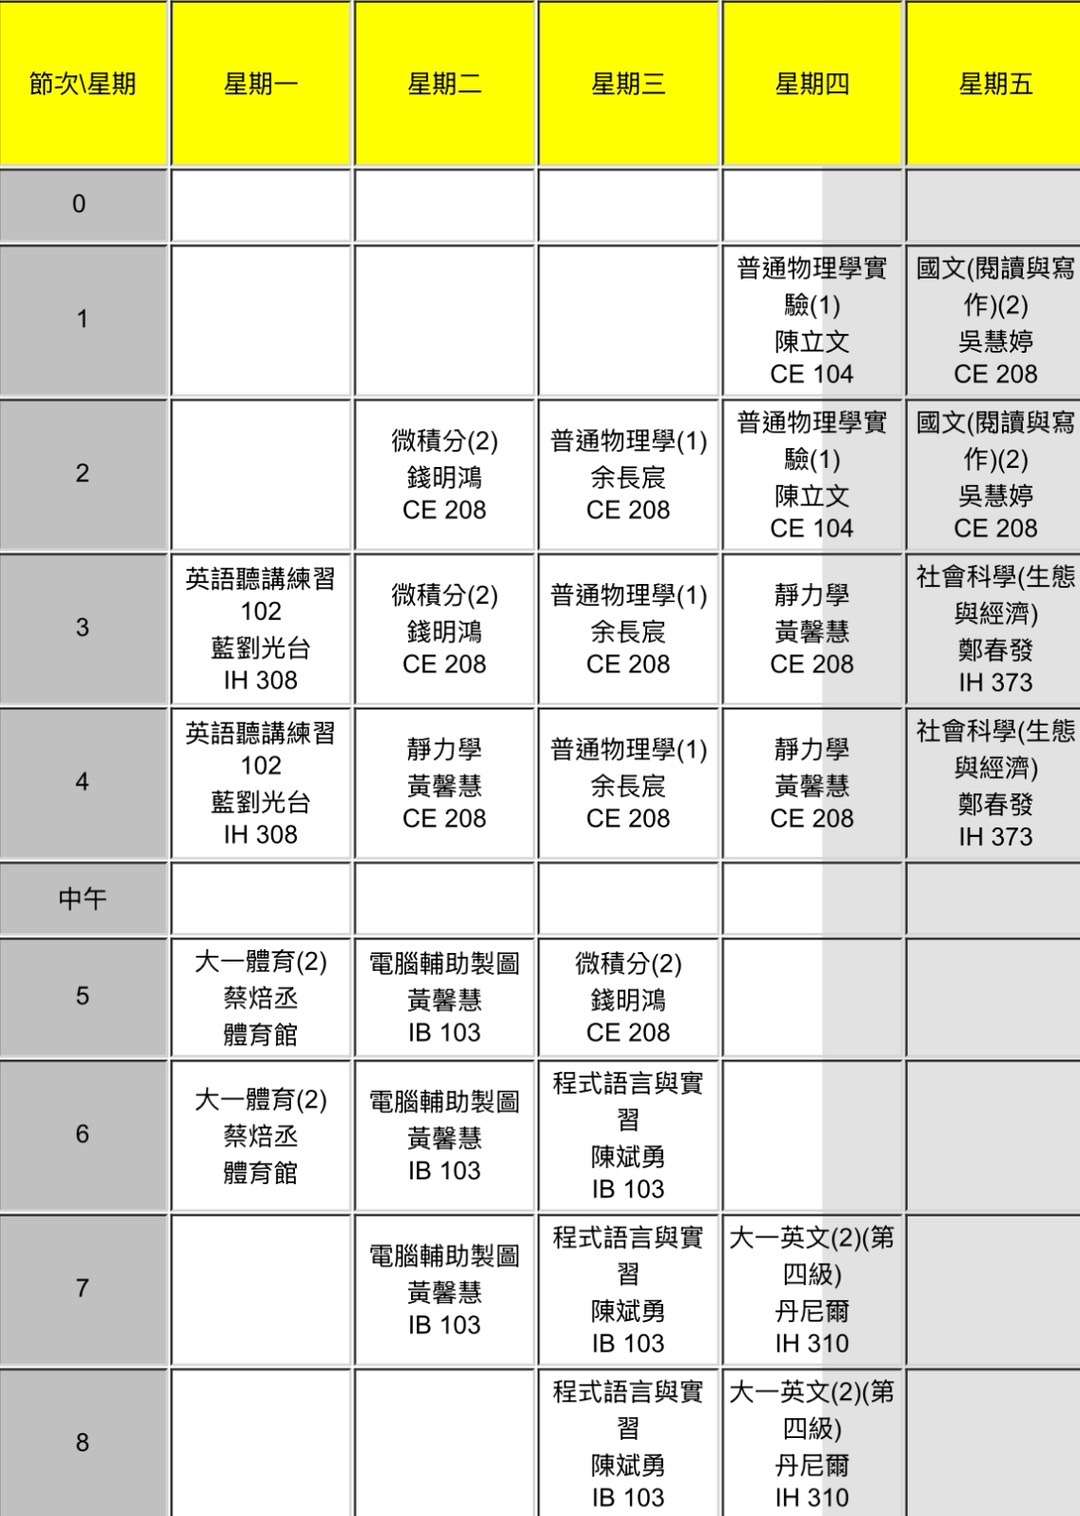 節次\星期 星期一 星期二 星期三 星期四 星期五
0
1
普通物理學實
驗(1)
陳立文
CE 104
國文(閱讀與寫
作)(2)
吳慧婷
CE 208
2
微積分(2)
錢明鴻
CE 208
普通物理學(1)
余長宸
CE 208
普通物理學實
驗(1)
陳立文
CE 104
國文(閱讀與寫
作)(2)
吳慧婷
CE 208
3
英語聽講練習
102
藍劉光台
IH 308
微積分(2)
錢明鴻
CE 208
普通物理學(1)
余長宸
CE 208
靜力學
黃馨慧
CE 208
社會科學(生態
與經濟)
鄭春發
IH 373
4
英語聽講練習
102
藍劉光台
IH 308
靜力學
黃馨慧
CE 208
普通物理學(1)
余長宸
CE 208
靜力學
黃馨慧
CE 208
社會科學(生態
與經濟)
鄭春發
IH 373
中午
5
大一體育(2)
蔡焙丞
體育館
電腦輔助製圖
黃馨慧
IB 103
微積分(2)
錢明鴻
CE 208
6
大一體育(2)
蔡焙丞
體育館
電腦輔助製圖
黃馨慧
IB 103
程式語言與實
習
陳斌勇
IB 103
7
電腦輔助製圖
黃馨慧
IB 103
程式語言與實
習
陳斌勇
IB 103
大一英文(2)(第
四級)
丹尼爾
IH 310
8
程式語言與實
習
陳斌勇
IB 103
大一英文(2)(第
四級)
丹尼爾
IH 310